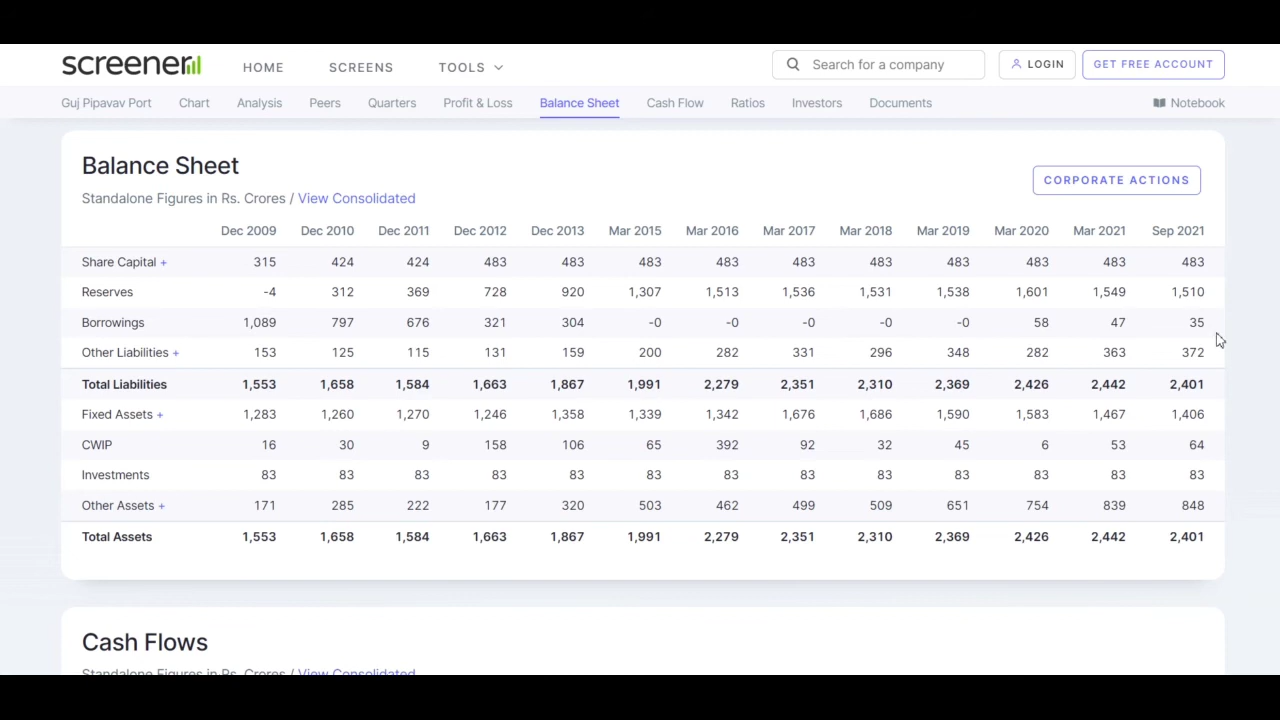 screener HOME SCREENS TOOLS Search for a company LOGIN GET FREE ACCOUNT
Guj Pipavav Port Chart Analysis Peers Quarters Profit & Loss Balance Sheet Cash Flow Ratios Investors Documents Notebook
Balance Sheet
CORPORATE ACTIONS
Standalone Figures in Rs. Crores / View Consolidated
Dec 2009 Dec 2010 Dec 2011 Dec 2012 Dec 2013 Mar 2015 Mar 2016 Mar 2017 Mar 2018 Mar 2019 Mar 2020 Mar 2021 Sep 2021
Share Capital + 315 424 424 483 483 483 483 483 483 483 483 483 483
Reserves -4 312 369 728 920 1,307 1,513 1,536 1,531 1,538 1,601 1,549 1,510
Borrowings 1,089 797 676 321 304 -0 -0 -0 -0 -0 58 47 35
Other Liabilities + 153 125 115 131 159 200 282 331 296 348 282 363 372
Total Liabilities 1,553 1,658 1,584 1,663 1,867 1,991 2,279 2,351 2,310 2,369 2,426 2,442 2,401
Fixed Assets + 1,283 1,260 1,270 1,246 1,358 1,339 1,342 1,676 1,686 1,590 1,583 1,467 1,406
CWIP 16 30 9 158 106 65 392 92 32 45 6 53 64
Investments 83 83 83 83 83 83 83 83 83 83 83 83 83
Other Assets + 171 285 222 177 320 503 462 499 509 651 754 839 848
Total Assets 1,553 1,658 1,584 1,663 1,867 1,991 2,279 2,351 2,310 2,369 2,426 2,442 2,401
Cash Flows
Standalone Figures in Rs. Crores / View Consolidated